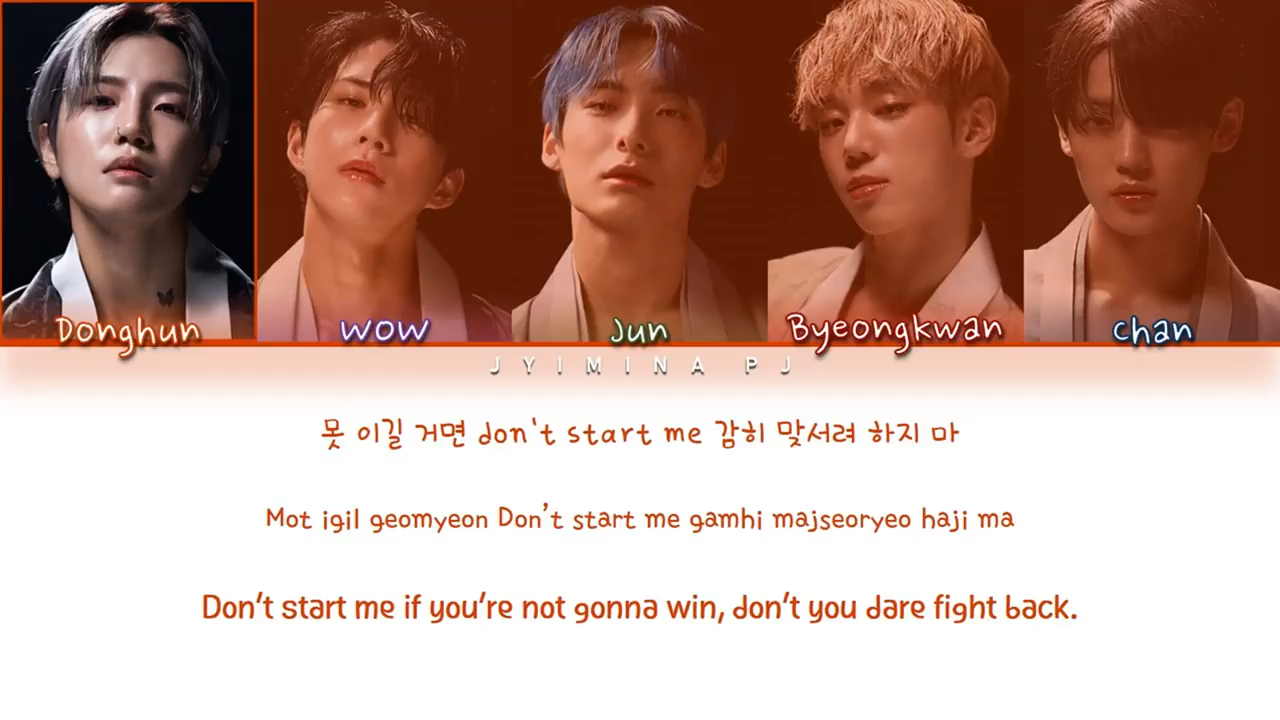 Donghun
WOW
Jun
Byeongkwan
Chan
JYIMINA PJ
못 이길 거면 don't start me 감히 맞서려 하지 마
Mot igil geomyeon Don't start me gamhi majseoryeo haji ma
Don't start me if you're not gonna win, don't you dare fight back.